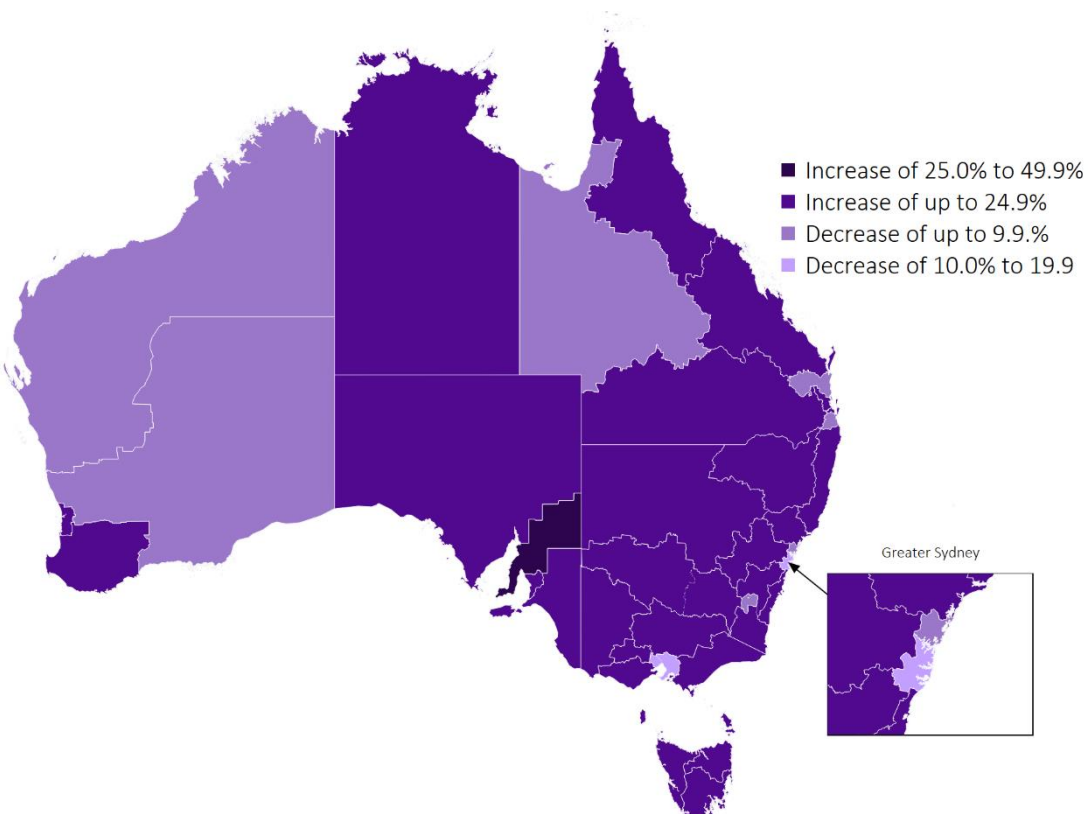 Increase of 25.0% to 49.9%
Increase of up to 24.9%
Decrease of up to 9.9.%
Decrease of 10.0% to 19.9
Greater Sydney